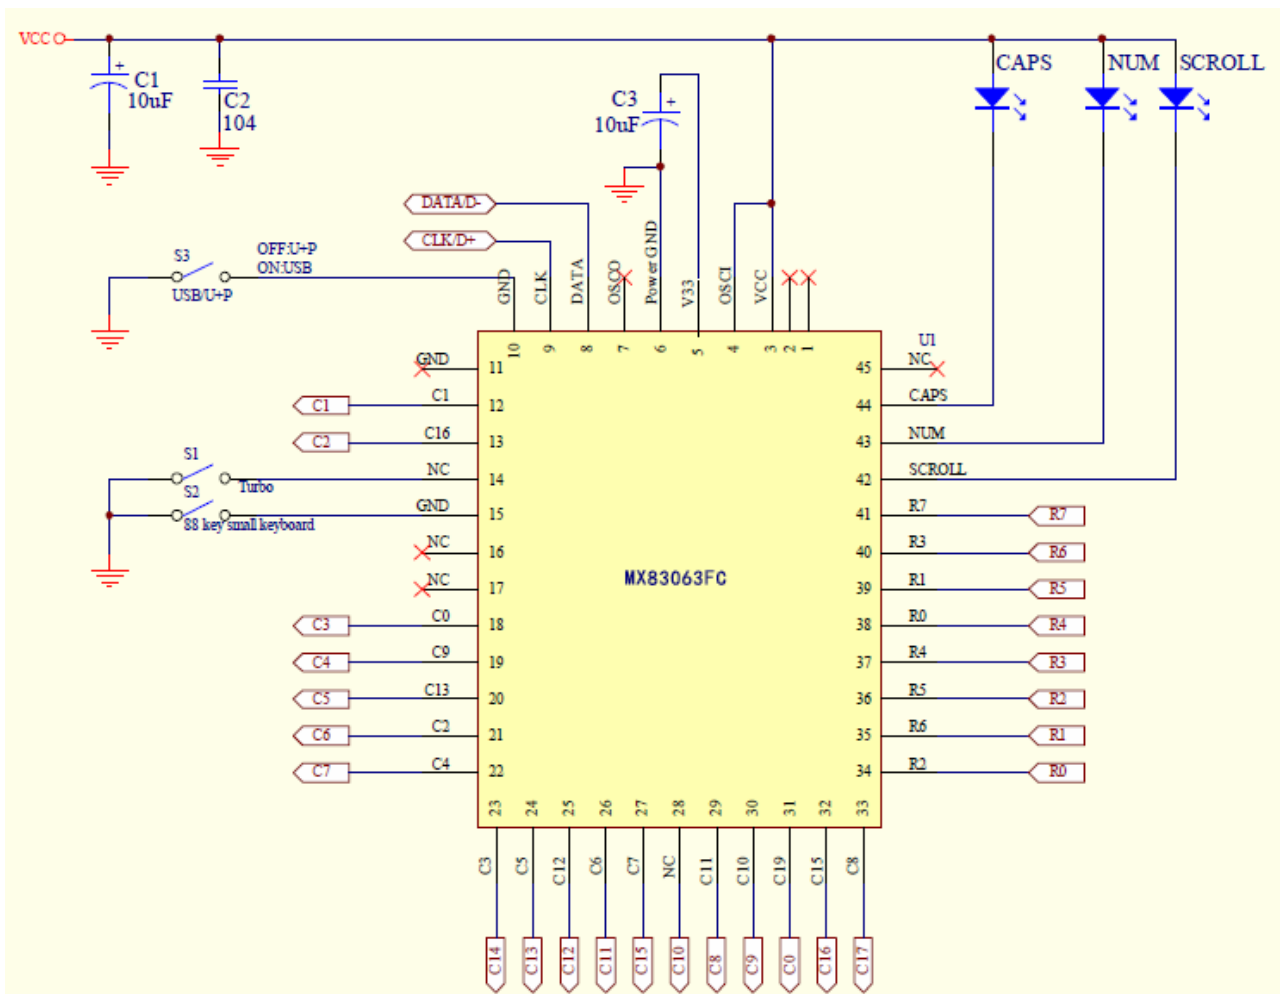 VCC
C1
10uF
C2
104
C3
10uF
CAPS
NUM
SCROLL
DATA/D-
CLK/D+
S3
OFF:U+P
ON:USB
USB/U+P
GND
CLK
DATA
OSCO
Power GND
V33
OSCI
VCC
10
9
8
7
6
5
4
3
2
1
U1
GND 11
C1 C1 12
C2 C16 13
S1
Turbo
NC 14
S2
88 key small keyboard
GND 15
NC 16
NC 17
C3 C0 18
C4 C9 19
C5 C13 20
C6 C2 21
C7 C4 22
MX83063FC
45 NC
44 CAPS
43 NUM
42 SCROLL
41 R7 R7
40 R3 R6
39 R1 R5
38 R0 R4
37 R4 R3
36 R5 R2
35 R6 R1
34 R2 R0
23
24
25
26
27
28
29
30
31
32
33
C3
C5
C12
C6
C7
NC
C11
C10
C19
C15
C8
C14
C13
C12
C11
C15
C10
C8
C9
C0
C16
C17